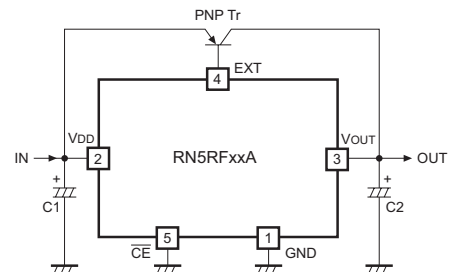 PNP Tr
EXT
4
VDD
VOUT
IN
2
RN5RFxxA
3
OUT
+
+
C1
C2
5
1
CE
GND